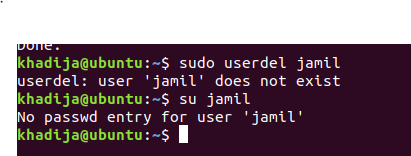 Done.
khadija@ubuntu:~$ sudo userdel jamil
userdel: user 'jamil' does not exist
khadija@ubuntu:~$ su jamil
No passwd entry for user 'jamil'
khadija@ubuntu:~$